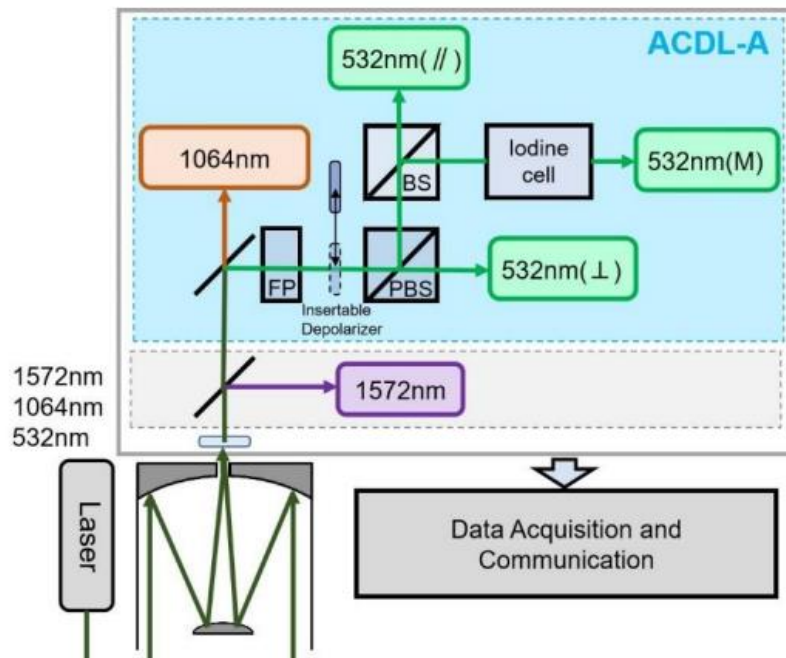 ACDL-A
532nm( // )
1064nm
BS
Iodine
cell
532nm(M)
FP
Insertable
Depolarizer
PBS
532nm(⊥)
1572nm
1064nm
532nm
1572nm
Laser
Data Acquisition and
Communication